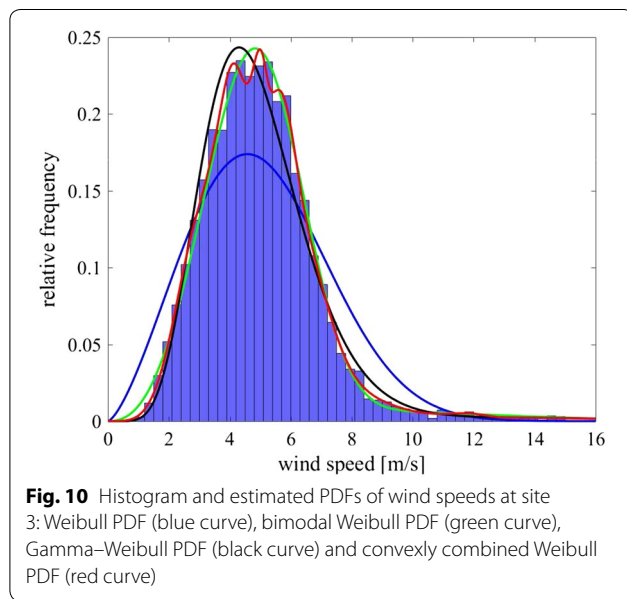 0.25
0.2
0.15
0.1
0.05
0
relative frequency
0 2 4 6 8 10 12 14 16
wind speed [m/s]
Fig. 10 Histogram and estimated PDFs of wind speeds at site
3: Weibull PDF (blue curve), bimodal Weibull PDF (green curve),
Gamma–Weibull PDF (black curve) and convexly combined Weibull
PDF (red curve)